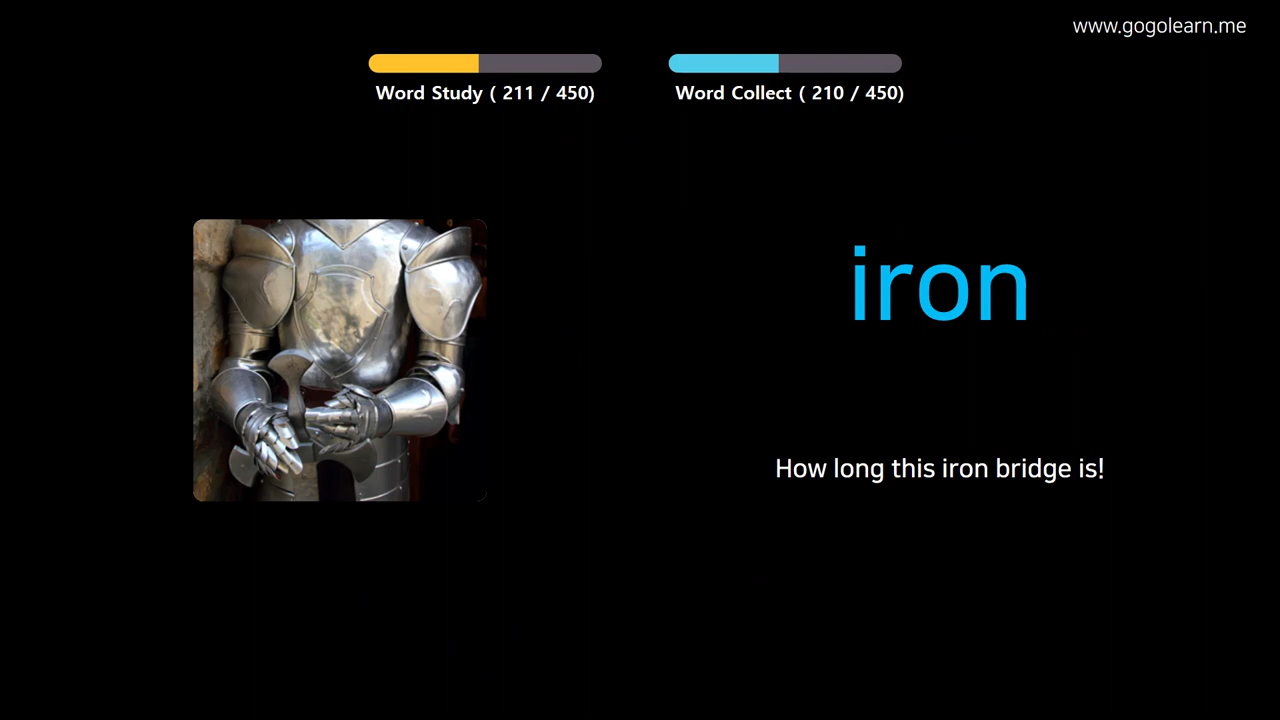 www.gogolearn.me
Word Study ( 211 / 450)
Word Collect ( 210 / 450)
iron
How long this iron bridge is!